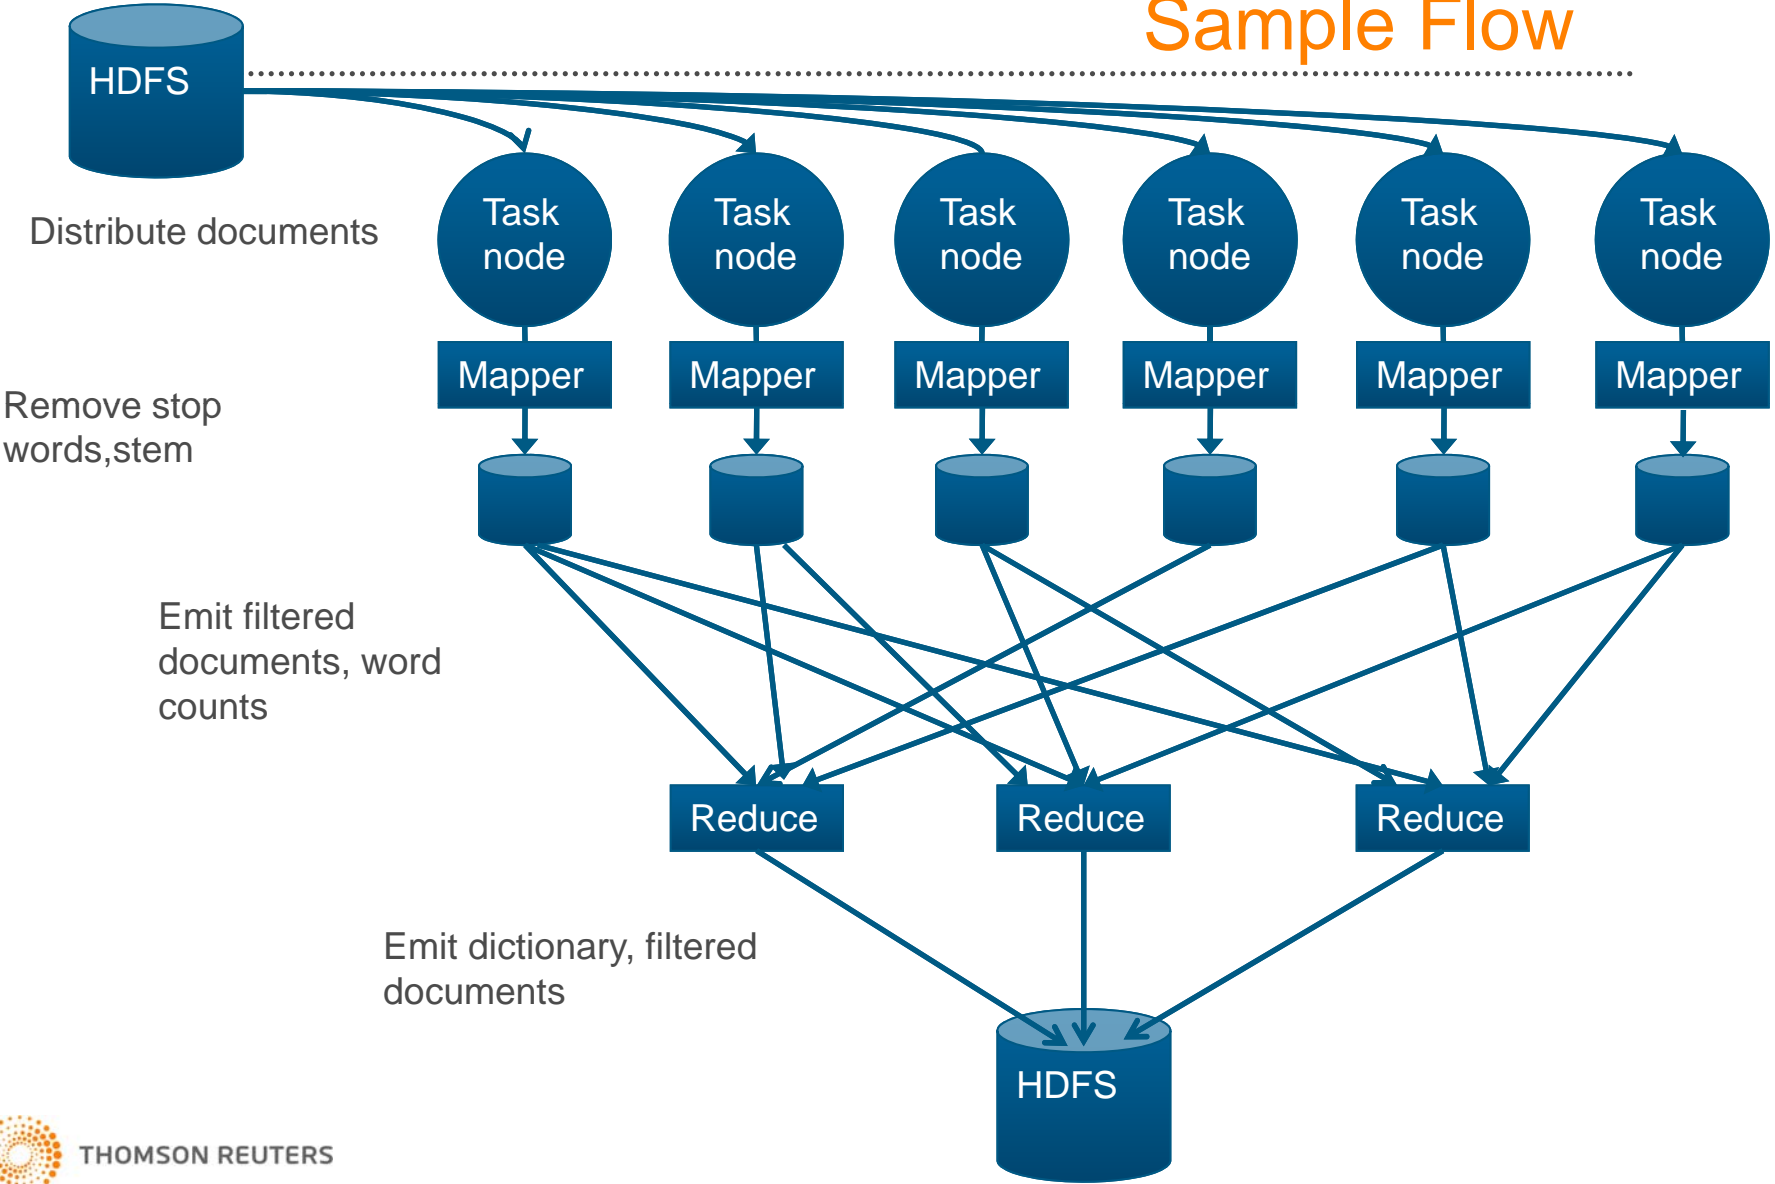 Sample Flow
HDFS
Distribute documents
Task
node
Task
node
Task
node
Task
node
Task
node
Task
node
Mapper
Mapper
Mapper
Mapper
Mapper
Mapper
Remove stop
words,stem
Emit filtered
documents, word
counts
Reduce
Reduce
Reduce
Emit dictionary, filtered
documents
HDFS
THOMSON REUTERS